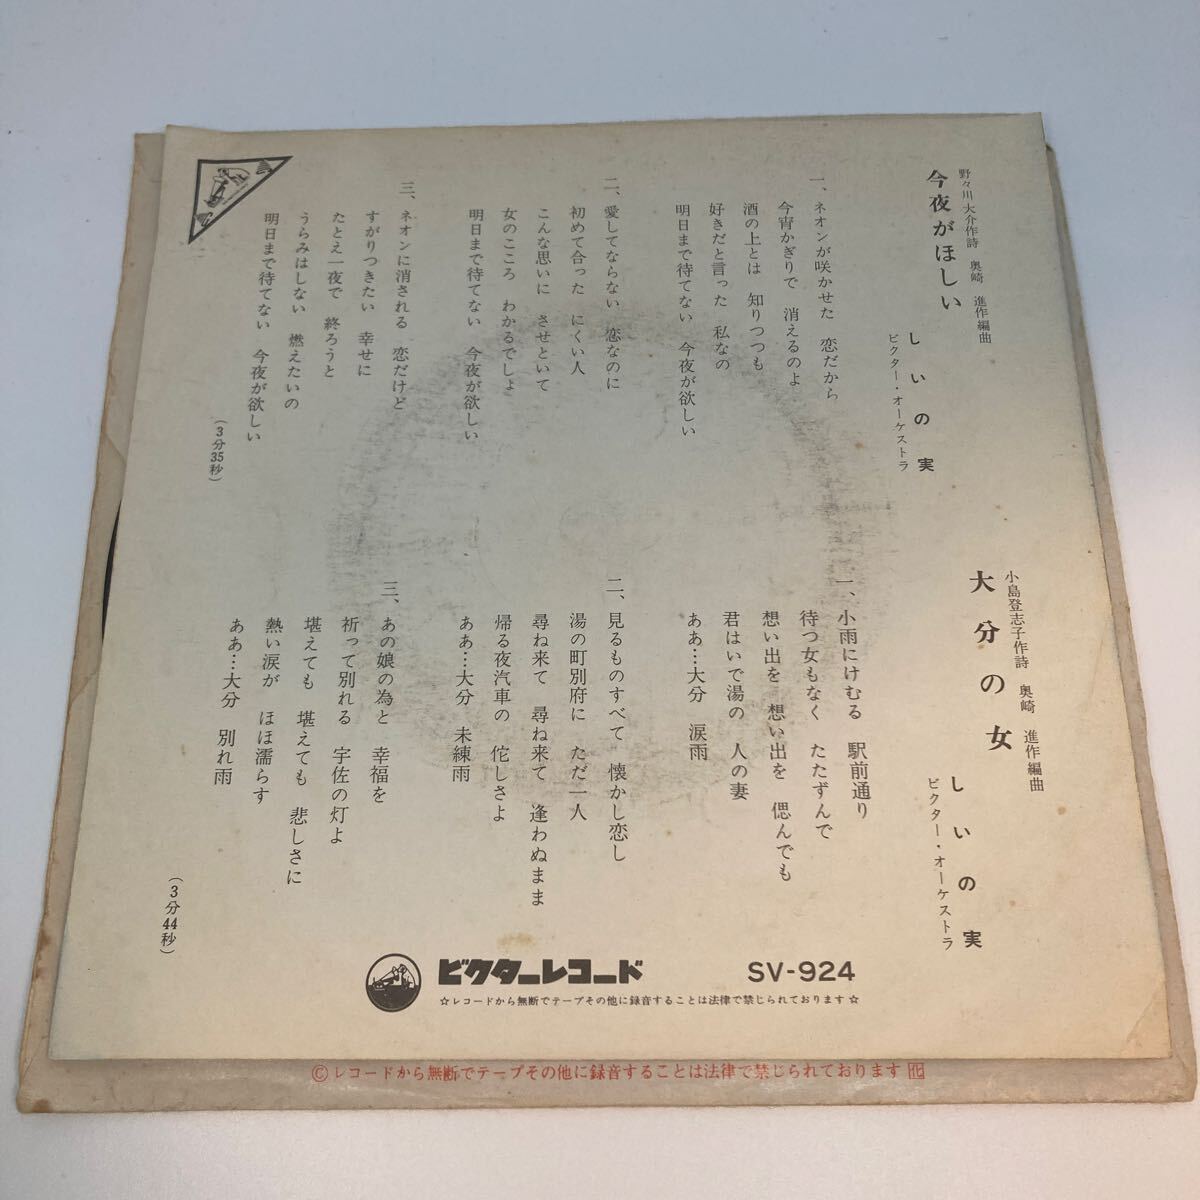 野々川大介作詩　奥崎　進作編曲
今夜がほしい
しいの実
ビクター・オーケストラ
一、ネオンが咲かせた　恋だから
今宵かぎりで　消えるのよ
酒の上とは　知りつつも
好きだと言った　私なの
明日まで待てない　今夜が欲しい
二、愛してならない　恋なのに
初めて合った　にくい人
こんな思いに　させといて
女のこころ　わかるでしょ
明日まで待てない　今夜が欲しい
三、ネオンに消される　恋だけど
すがりつきたい　幸せに
たとえ一夜で　終ろうと
うらみはしない　燃えたいの
明日まで待てない　今夜が欲しい
（3分35秒）
小島登志子作詩　奥崎　進作編曲
大分の女
しいの実
ビクター・オーケストラ
一、小雨にけむる　駅前通り
待つ女もなく　たたずんで
想い出を　想い出を　偲んでも
君はいで湯の　人の妻
ああ…大分　涙雨
二、見るものすべて　懐かし恋し
湯の町別府に　ただ一人
尋ね来て　尋ね来て　逢わぬまま
帰る夜汽車の　侘しさよ
ああ…大分　未練雨
三、あの娘の為と　幸福を
祈って別れる　宇佐の灯よ
堪えても　堪えても　悲しさに
熱い涙が　ほほ濡らす
ああ…大分　別れ雨
（3分44秒）
ビクターレコード　SV-924
☆レコードから無断でテープその他に録音することは法律で禁じられております☆
Ⓒレコードから無断でテープその他に録音することは法律で禁じられております 化